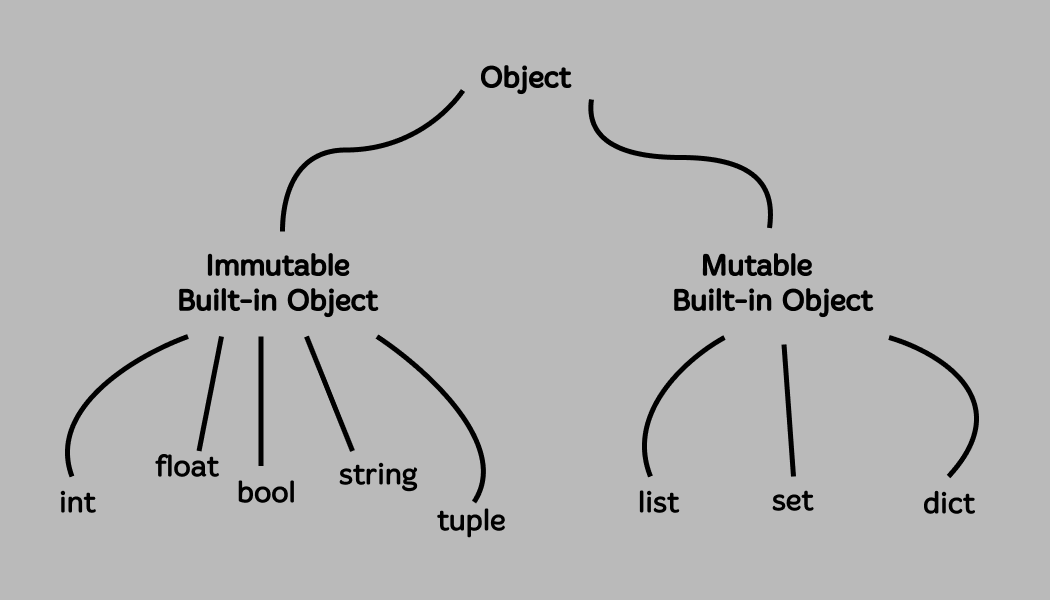 Object
Immutable
Built-in Object
Mutable
Built-in Object
int
float
bool
string
tuple
list
set
dict